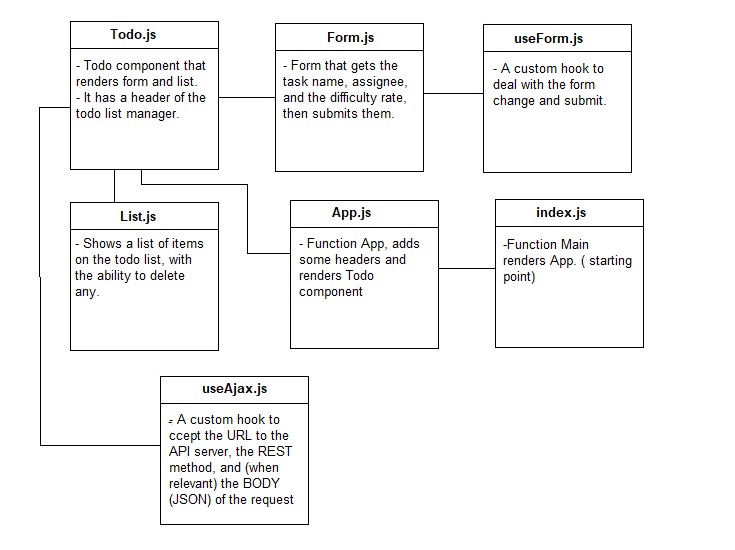 Todo.js
- Todo component that
renders form and list.
- It has a header of the
todo list manager.
Form.js
- Form that gets the
task name, assignee,
and the difficulty rate,
then submits them.
useForm.js
- A custom hook to
deal with the form
change and submit.
List.js
- Shows a list of items
on the todo list, with
the ability to delete
any.
App.js
- Function App, adds
some headers and
renders Todo
component
index.js
-Function Main
renders App. ( starting
point)
useAjax.js
- A custom hook to
ccept the URL to the
API server, the REST
method, and (when
relevant) the BODY
(JSON) of the request